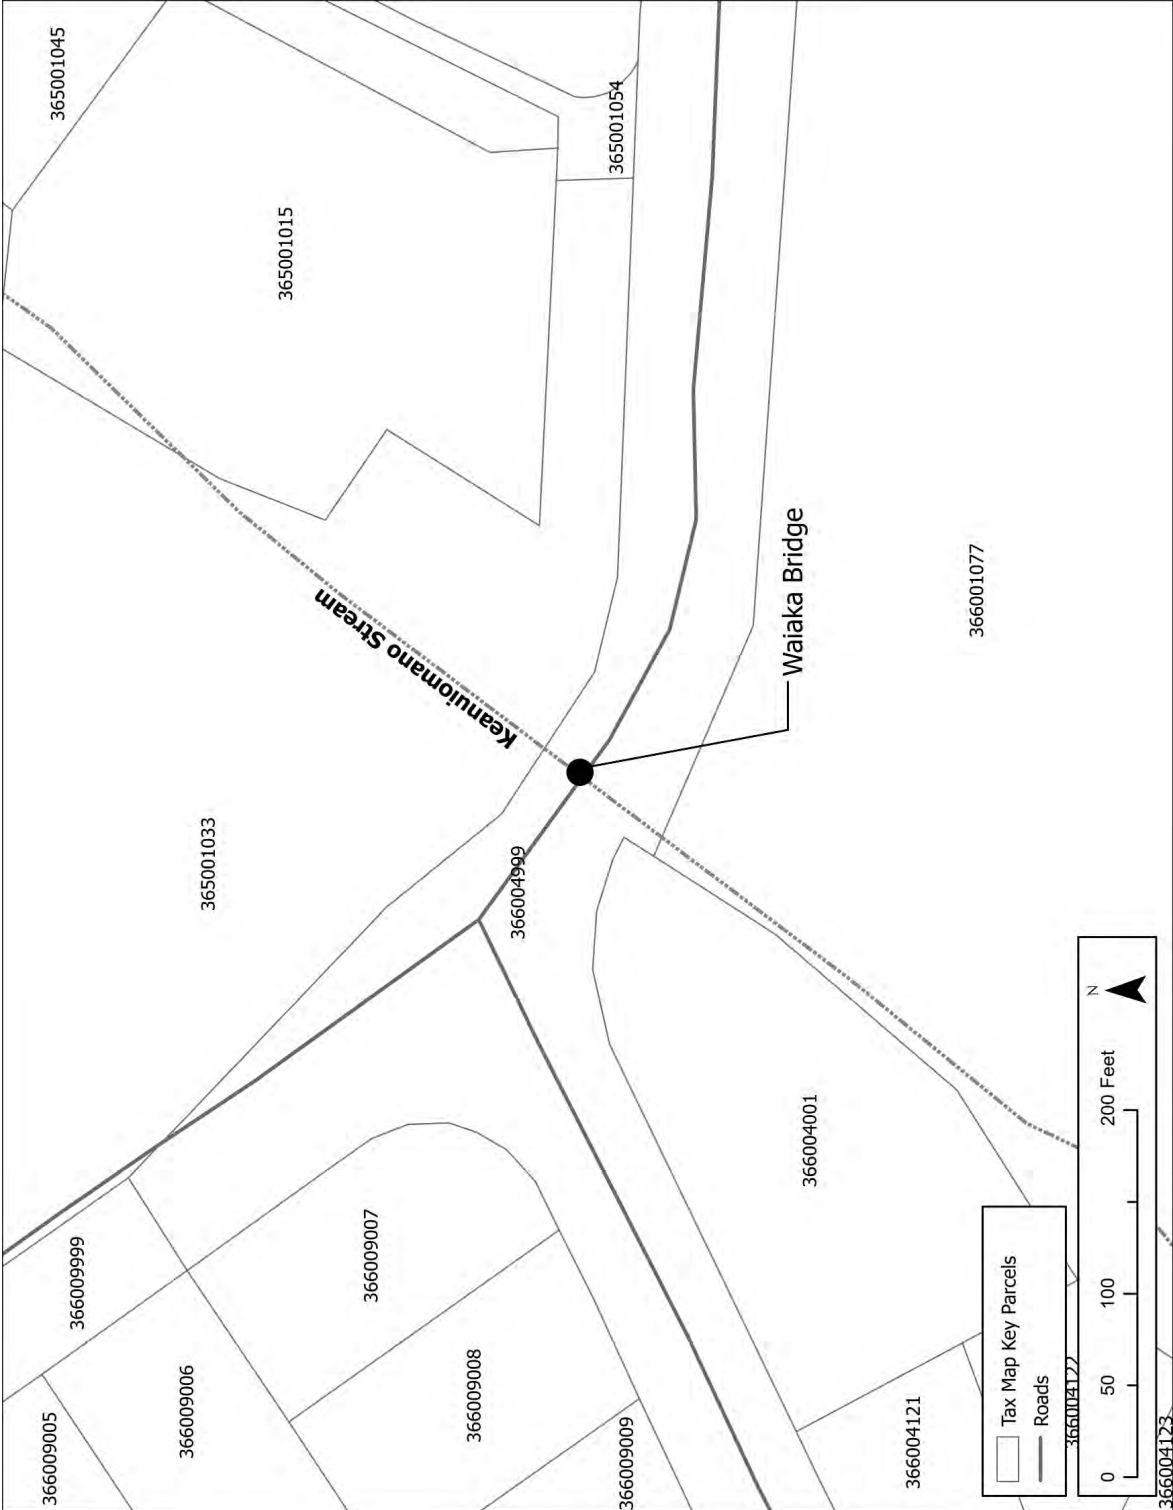 366009005
365001045
366009999
366009006
365001033
365001015
366009007
Keanuiomano Stream
366009008
366004999
365001054
366009009
Waiaka Bridge
366004001
366004121
366001077
Tax Map Key Parcels
Roads
366004122
N
0 50 100 200 Feet
366004123